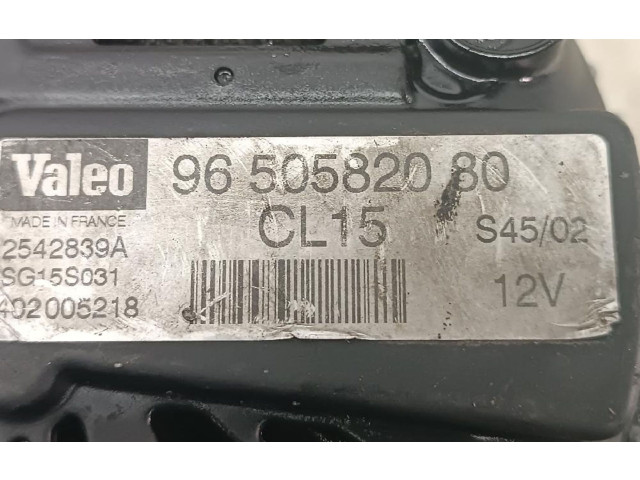 Valeo 96 505820 80
MADE IN FRANCE CL15 S45/02
2542839A
SG15S031 12V
402005218